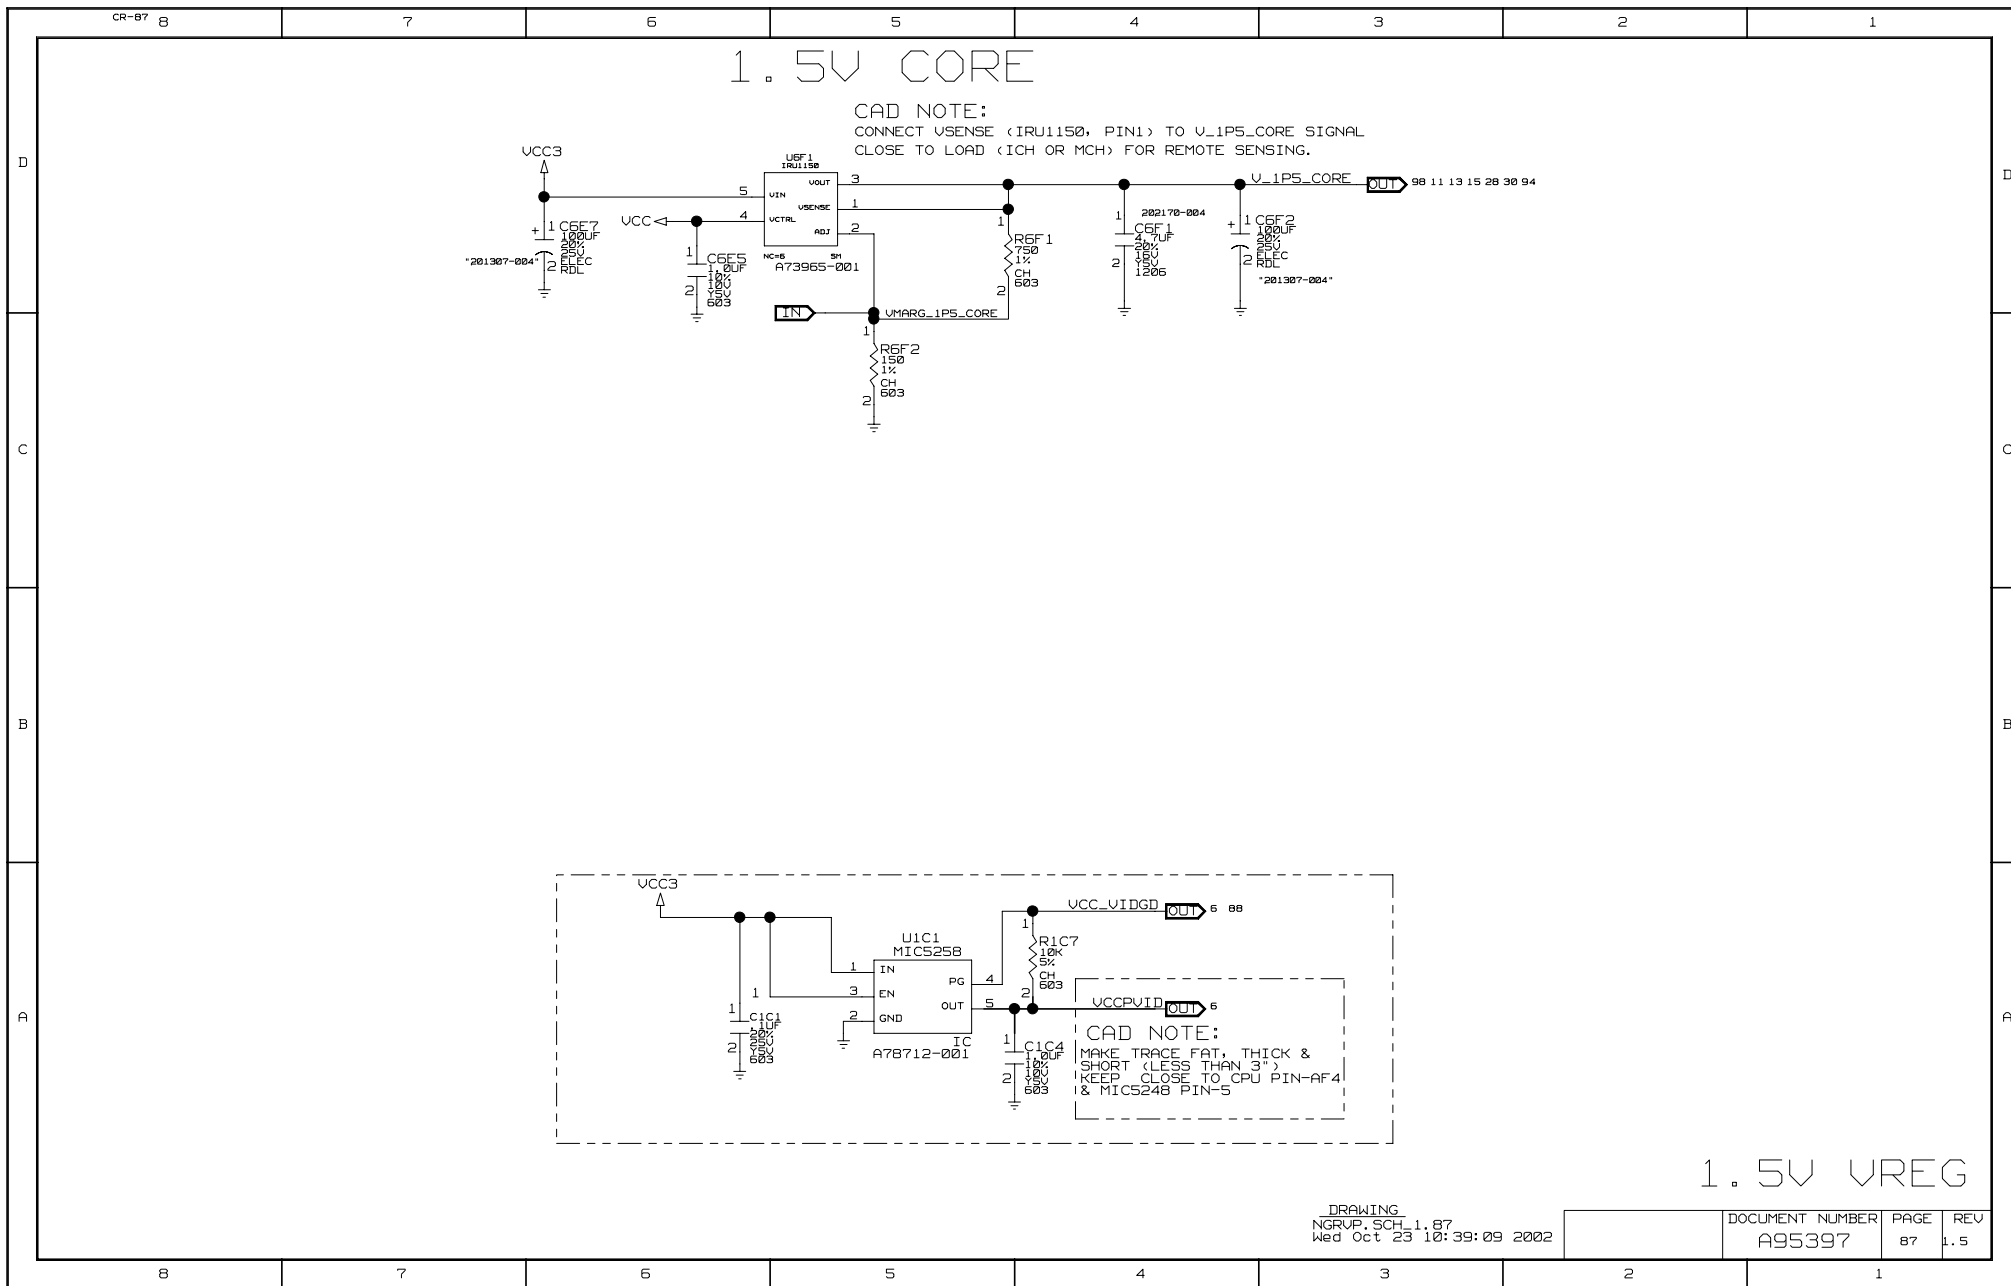 CR-87 8 7 6 5 4 3 2 1
1.5V CORE
CAD NOTE:
CONNECT VSENSE (IRU1150, PIN1) TO V_1P5_CORE SIGNAL
CLOSE TO LOAD (ICH OR MCH) FOR REMOTE SENSING.
D
D
VCC3
U6F1
IRU1150
5 VIN
VOUT 3
VSENSE 1
VCC 4 VCTRL
ADJ 2
NC=6 SM
A73965-001
V_1P5_CORE OUT 98 11 13 15 28 30 94
+ 1 C6E7
100UF
20%
25V
ELEC
2 RDL
"201307-004"
1 C6E5
1.0UF
10%
10V
2 Y5V
603
1 R6F1
750
1%
CH
603
2
202170-004
1 C6F1
4.7UF
20%
16V
2 Y5V
1206
+ 1 C6F2
100UF
20%
25V
2 ELEC
RDL
"201307-004"
IN VMARG_1P5_CORE
1 R6F2
150
1%
CH
603
2
C
C
B
B
VCC3
VCC_VIDGD OUT 6 88
U1C1
MIC5258
1 IN
PG 4
3 EN
OUT 5
2 GND
IC
A78712-001
1
1 R1C7
10K
5%
CH
603
2
VCCPVID OUT 6
A
A
1 C1C1
.1UF
20%
25V
2 Y5V
603
1 C1C4
1.0UF
10%
10V
2 Y5V
603
CAD NOTE:
MAKE TRACE FAT, THICK &
SHORT (LESS THAN 3")
KEEP CLOSE TO CPU PIN-AF4
& MIC5248 PIN-5
1.5V VREG
DRAWING
NGRVP.SCH_1.87
Wed Oct 23 10:39:09 2002
DOCUMENT NUMBER PAGE REV
A95397 87 1.5
8 7 6 5 4 3 2 1